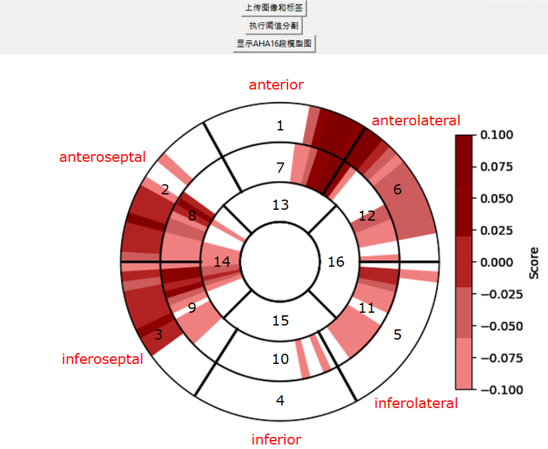 上传图像和标签
执行阈值分割
显示AHA16段模型图
anterior
anterolateral
anteroseptal
inferoseptal
inferior
inferolateral
1
2
3
4
5
6
7
8
9
10
11
12
13
14
15
16
0.100
0.075
0.050
0.025
0.000
−0.025
−0.050
−0.075
−0.100
Score